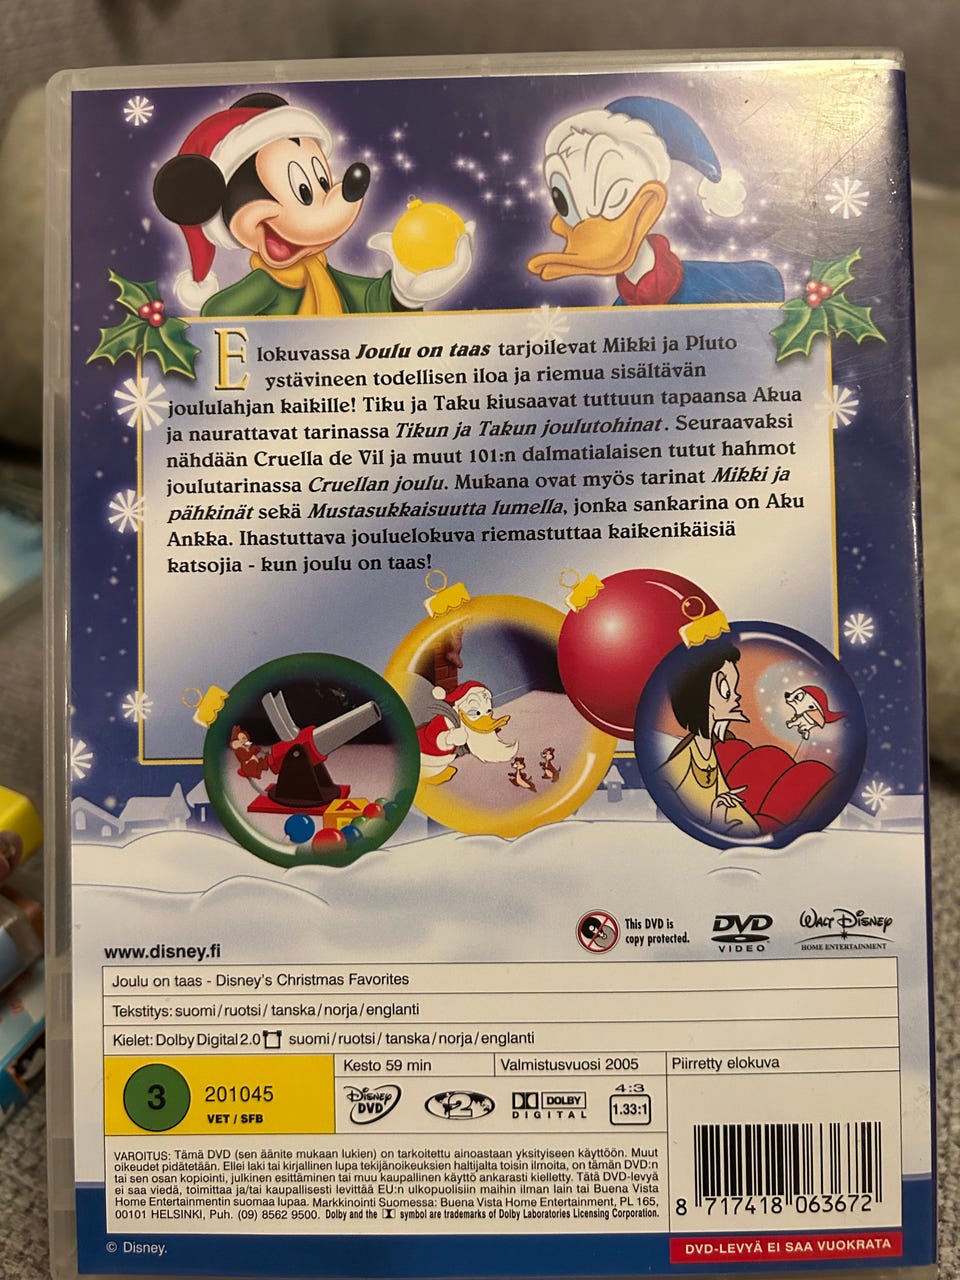 Elokuvassa Joulu on taas tarjoilevat Mikki ja Pluto
ystävineen todellisen iloa ja riemua sisältävän
joululahjan kaikille! Tiku ja Taku kiusaavat tuttuun tapaansa Akua
ja naurattavat tarinassa Tikun ja Takun joulutohinat. Seuraavaksi
nähdään Cruella de Vil ja muut 101:n dalmatialaisen tutut hahmot
joulutarinassa Cruellan joulu. Mukana ovat myös tarinat Mikki ja
pähkinät sekä Mustasukkaisuutta lumella, jonka sankarina on Aku
Ankka. Ihastuttava jouluelokuva riemastuttaa kaikenikäisiä
katsojia - kun joulu on taas!
A
www.disney.fi
This DVD is
copy protected.
DVD
VIDEO
WALT DISNEY
HOME ENTERTAINMENT
Joulu on taas - Disney's Christmas Favorites
Tekstitys: suomi/ruotsi/tanska/norja/englanti
Kielet: Dolby Digital 2.0 suomi/ruotsi/tanska/norja/englanti
3
201045
VET / SFB
Kesto 59 min
Valmistusvuosi 2005
Piirretty elokuva
DISNEY
DVD
2
DOLBY
DIGITAL
4:3
1.33:1
VAROITUS: Tämä DVD (sen äänite mukaan lukien) on tarkoitettu ainoastaan yksityiseen käyttöön. Muut
oikeudet pidätetään. Ellei laki tai kirjallinen lupa tekijänoikeuksien haltijalta toisin ilmoita, on tämän DVD:n
tai sen osan kopiointi, julkinen esittäminen tai muu kaupallinen käyttö ankarasti kielletty. Tätä DVD-levyä
ei saa viedä, toimittaa ja/tai kaupallisesti levittää EU:n ulkopuolisiin maihin ilman lain tai Buena Vista
Home Entertainmentin suomaa lupaa. Markkinointi Suomessa: Buena Vista Home Entertainment, PL 165,
00101 HELSINKI, Puh. (09) 8562 9500. Dolby and the symbol are trademarks of Dolby Laboratories Licensing Corporation.
8 717418 063672
© Disney.
DVD-LEVYÄ EI SAA VUOKRATA